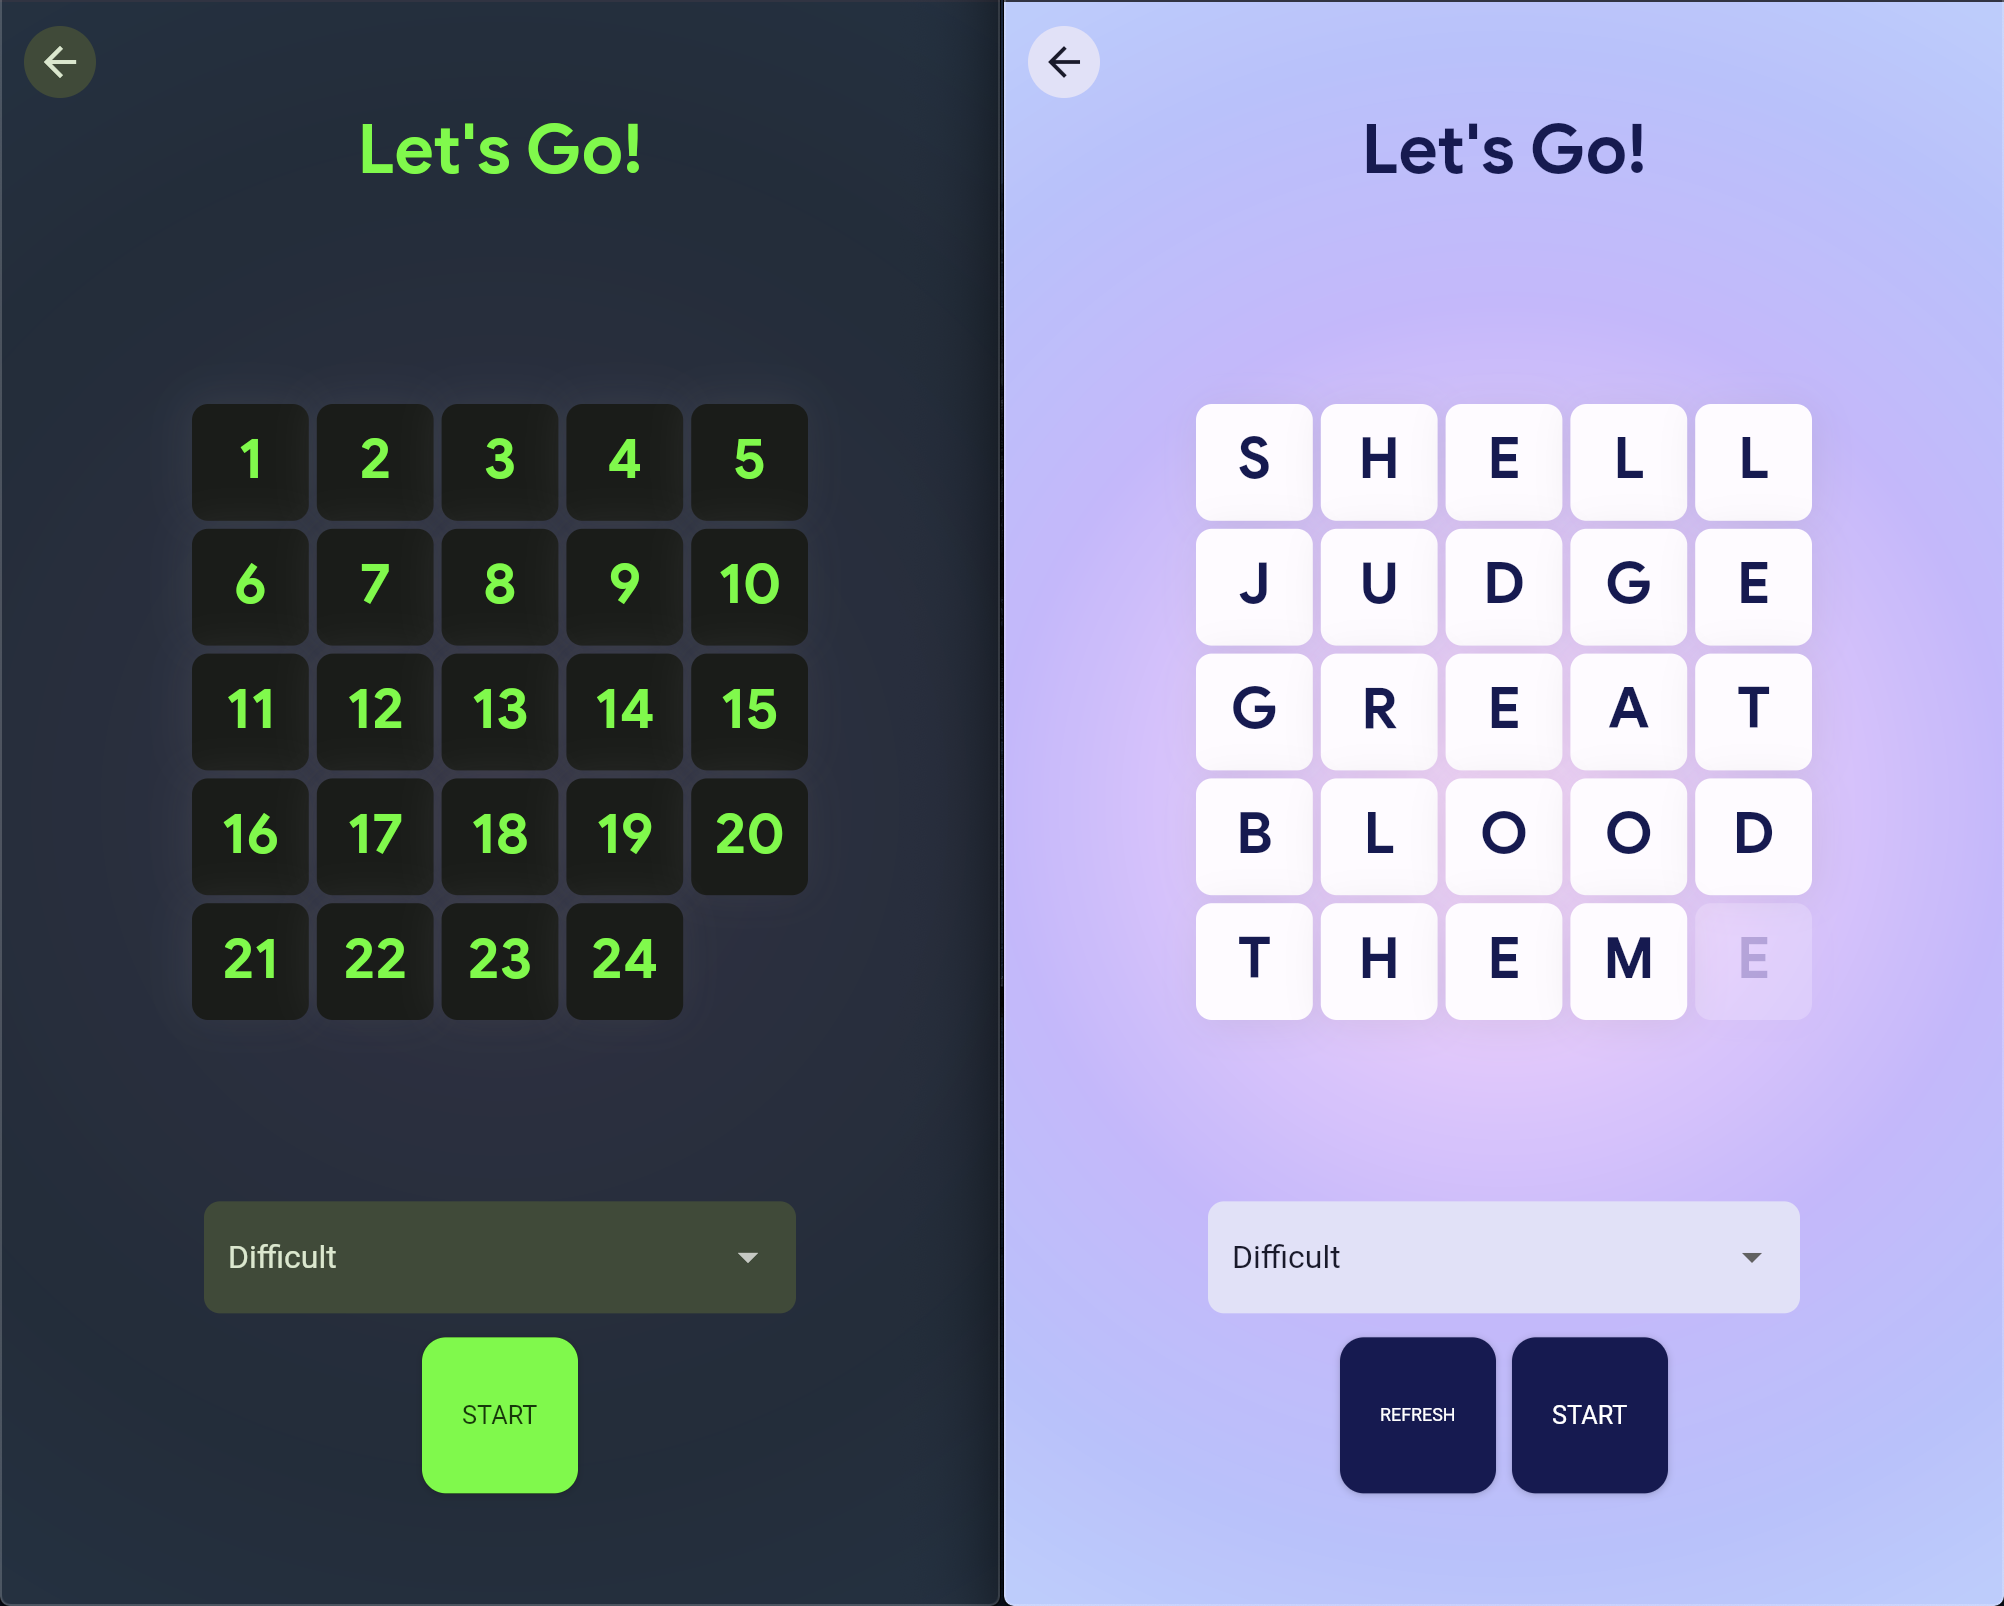 Let's Go!
1 2 3 4 5
6 7 8 9 10
11 12 13 14 15
16 17 18 19 20
21 22 23 24
Difficult
START
Let's Go!
S H E L L
J U D G E
G R E A T
B L O O D
T H E M E
Difficult
REFRESH START